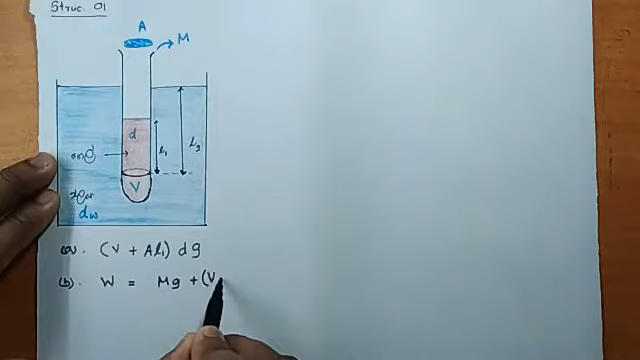 Struc. 01
A
M
d
l₁
l₂
V
dw
(a). (V + Al₁) dg
(b). W = Mg + (V